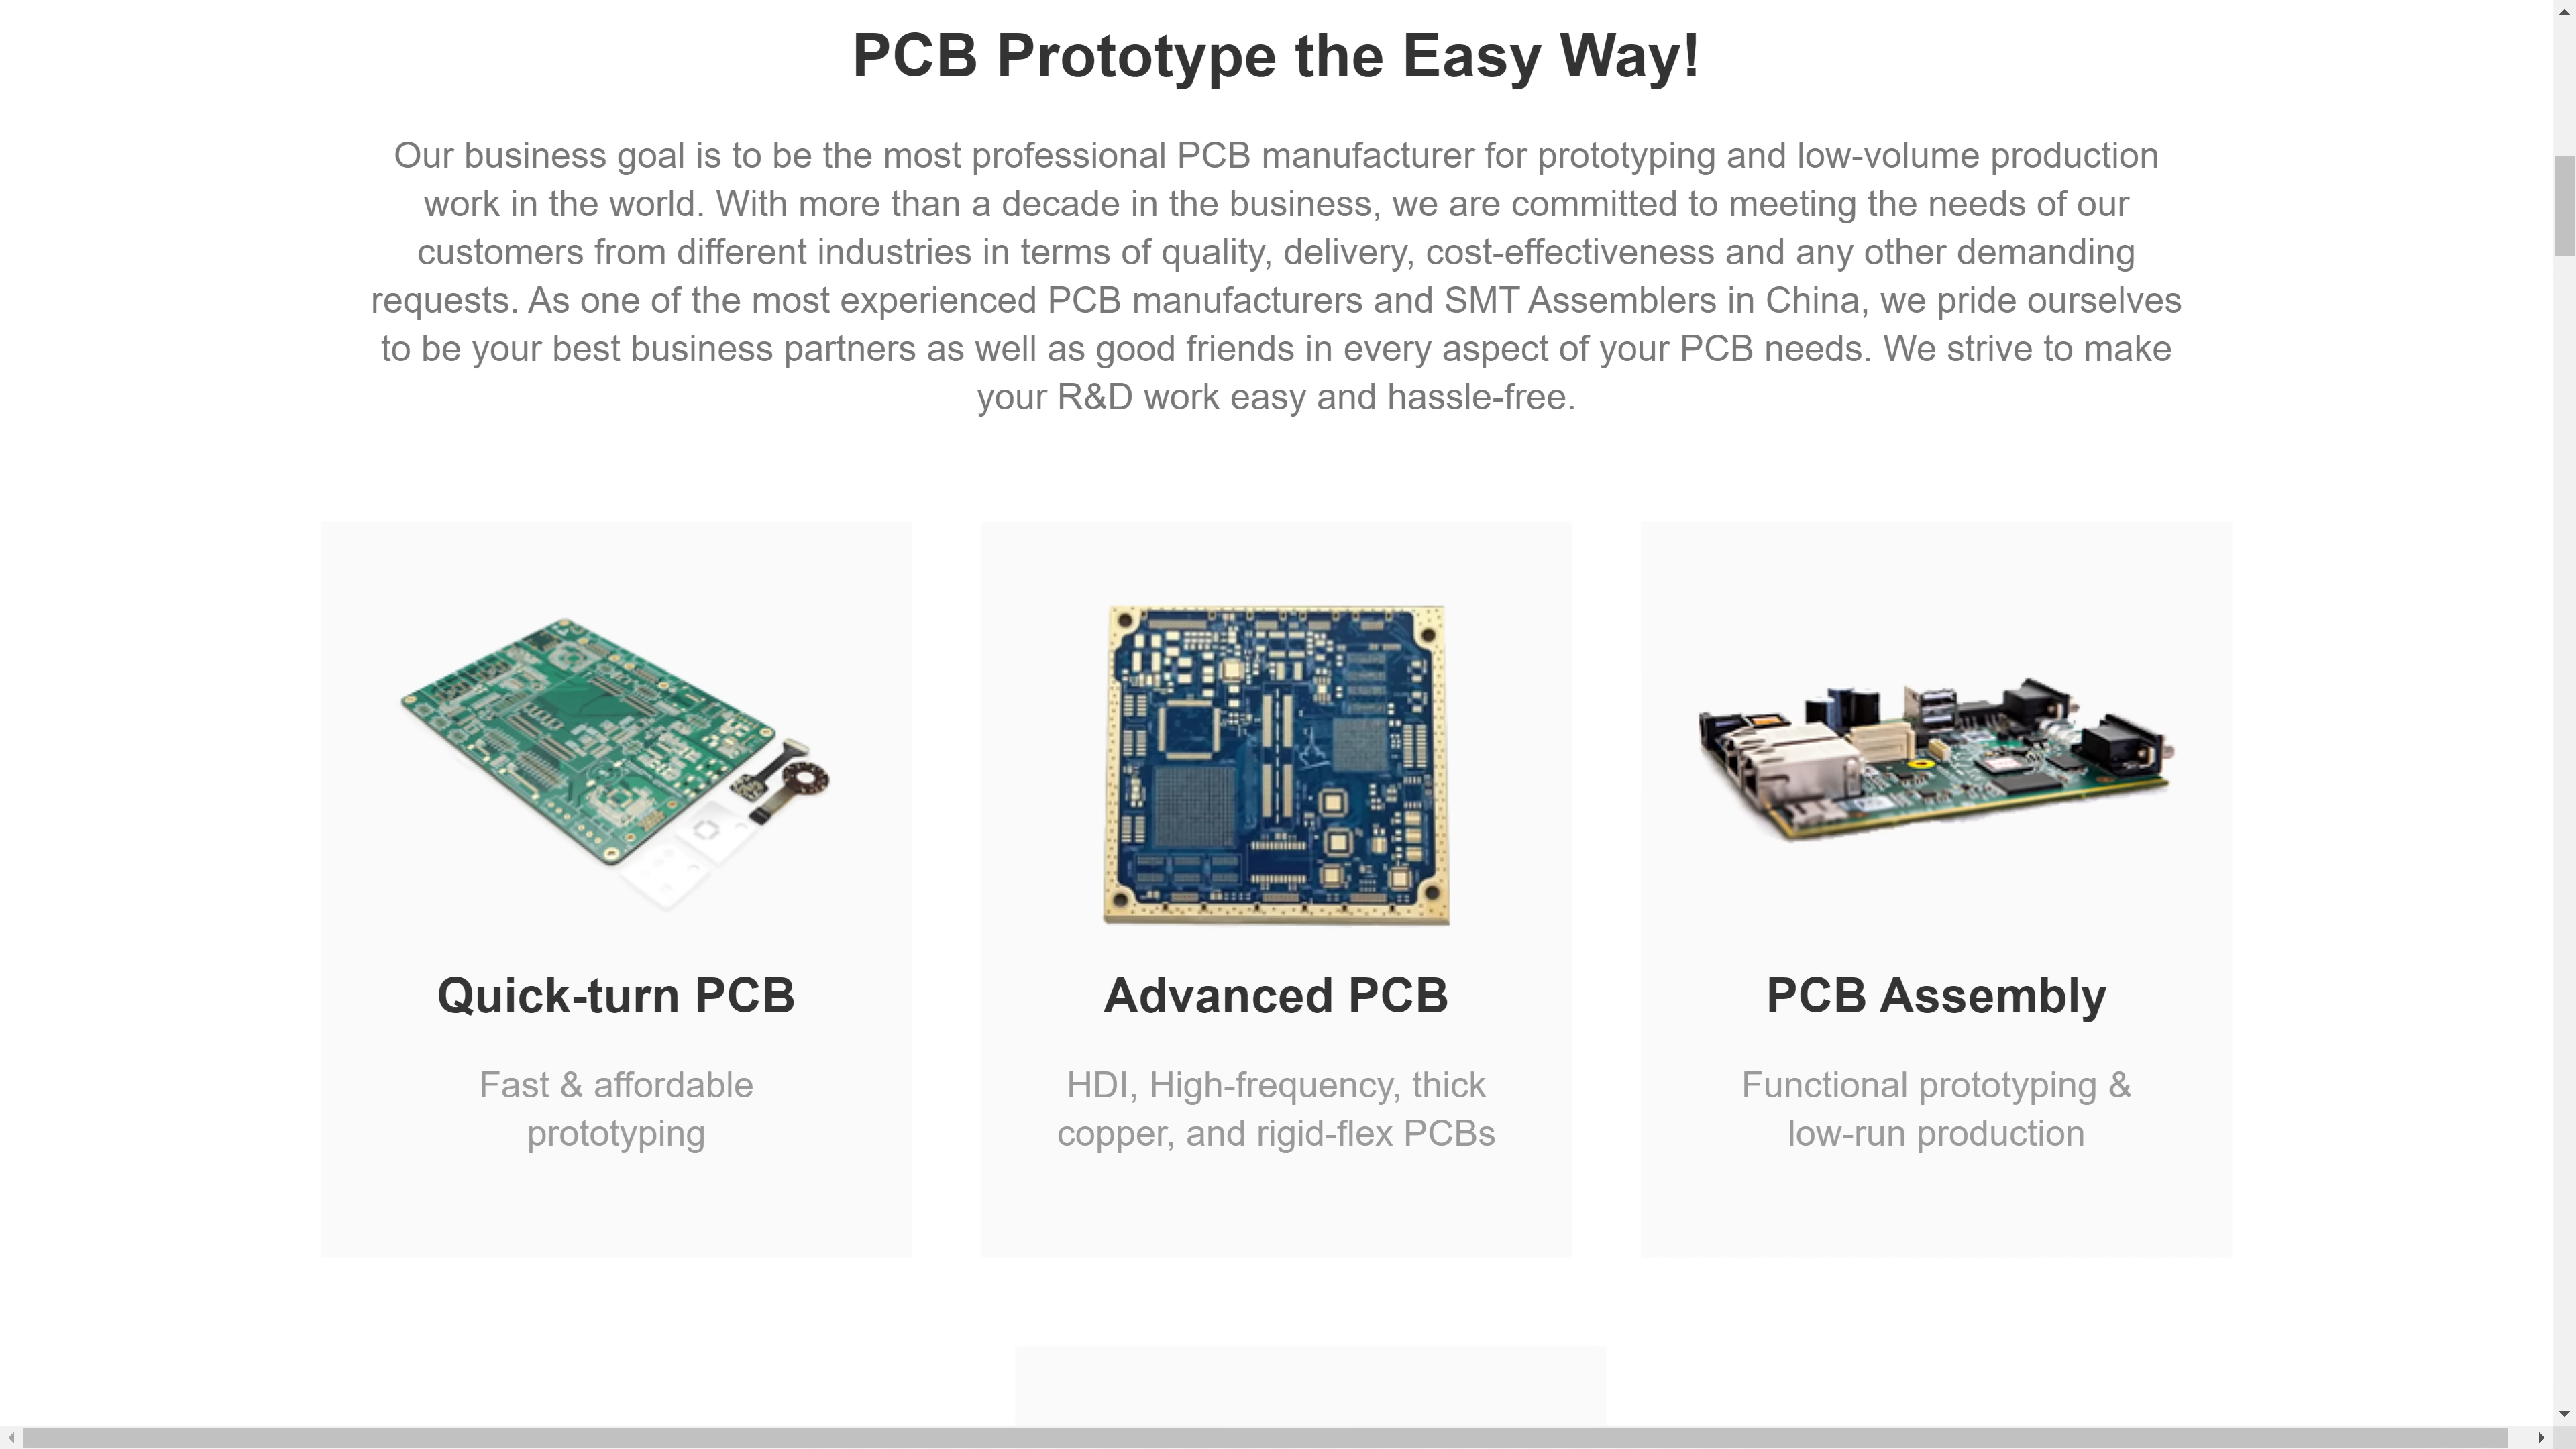 PCB Prototype the Easy Way!
Our business goal is to be the most professional PCB manufacturer for prototyping and low-volume production
work in the world. With more than a decade in the business, we are committed to meeting the needs of our
customers from different industries in terms of quality, delivery, cost-effectiveness and any other demanding
requests. As one of the most experienced PCB manufacturers and SMT Assemblers in China, we pride ourselves
to be your best business partners as well as good friends in every aspect of your PCB needs. We strive to make
your R&D work easy and hassle-free.
Quick-turn PCB
Fast & affordable
prototyping
Advanced PCB
HDI, High-frequency, thick
copper, and rigid-flex PCBs
PCB Assembly
Functional prototyping &
low-run production